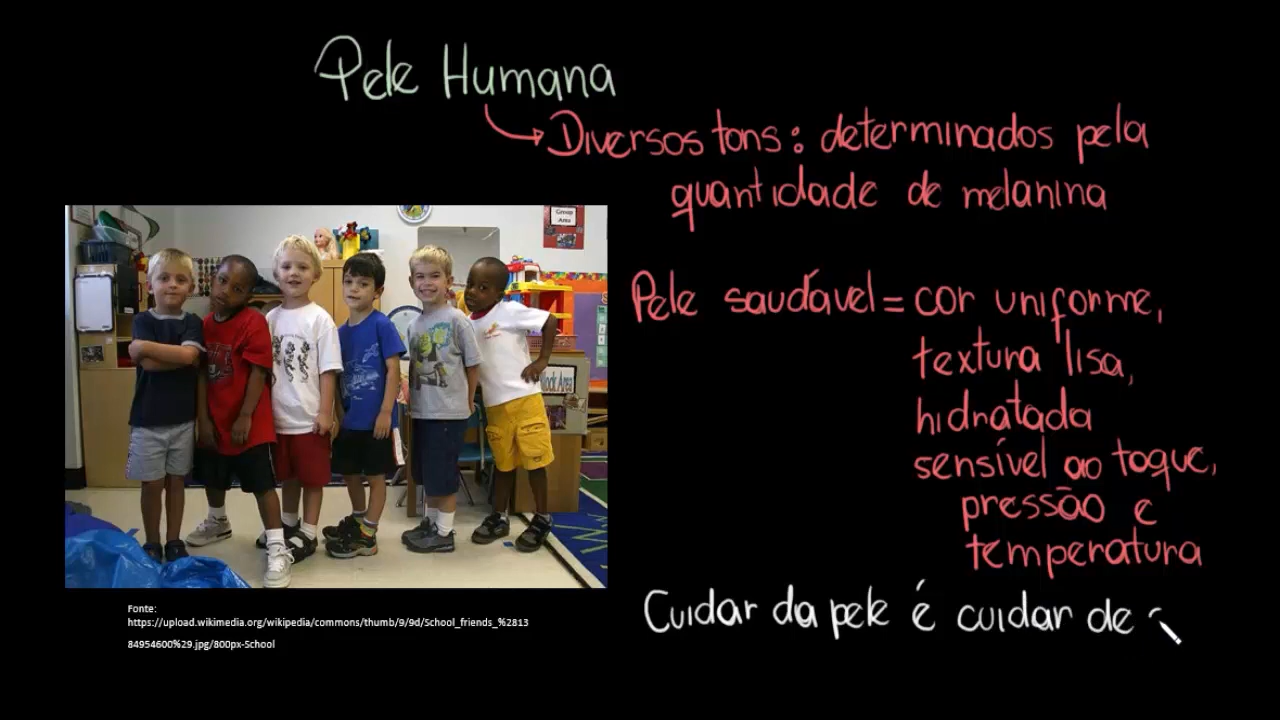 Pele Humana
Diversos tons: determinados pela
quantidade de melanina
Group
Area
Pele saudável = cor uniforme,
textura lisa,
hidratada
sensível ao toque,
pressão e
temperatura
Block Area
Cuidar da pele é cuidar de
Fonte:
https://upload.wikimedia.org/wikipedia/commons/thumb/9/9d/School_friends_%2813
84954600%29.jpg/800px-School